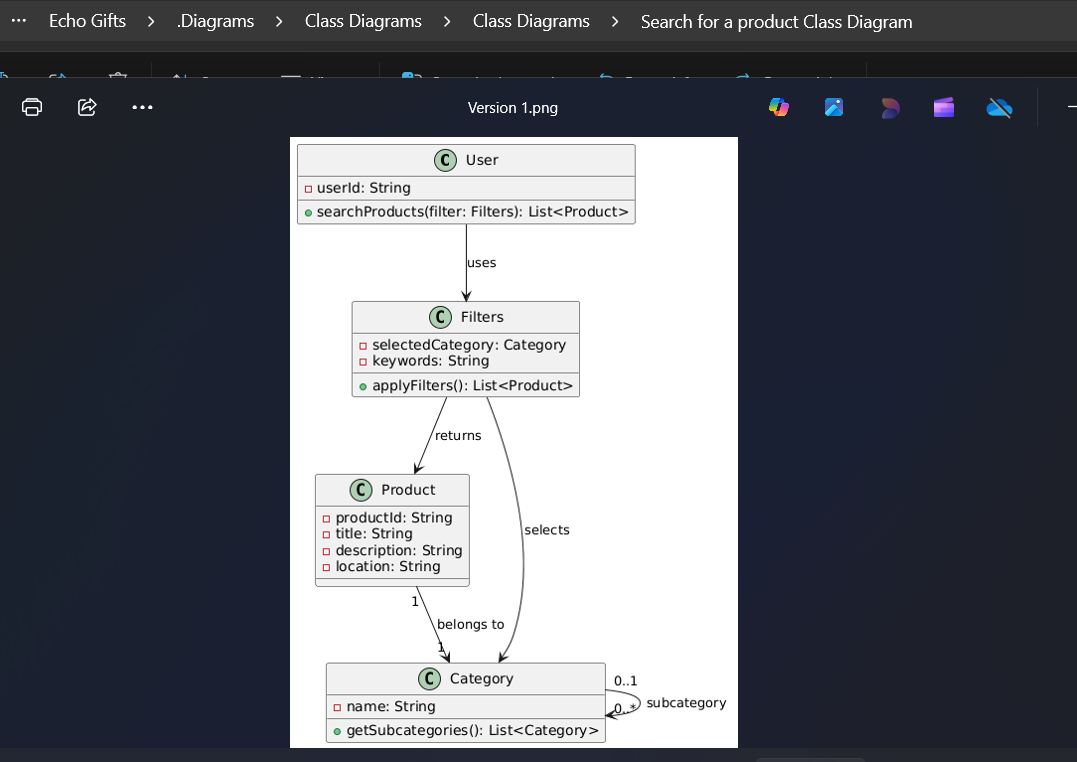 Echo Gifts > .Diagrams > Class Diagrams > Class Diagrams > Search for a product Class Diagram
Version 1.png
C User
userId: String
searchProducts(filter: Filters): List<Product>
uses
C Filters
selectedCategory: Category
keywords: String
applyFilters(): List<Product>
returns
C Product
productId: String
title: String
description: String
location: String
selects
1
belongs to
1
C Category
name: String
getSubcategories(): List<Category>
0..1
subcategory
0..*